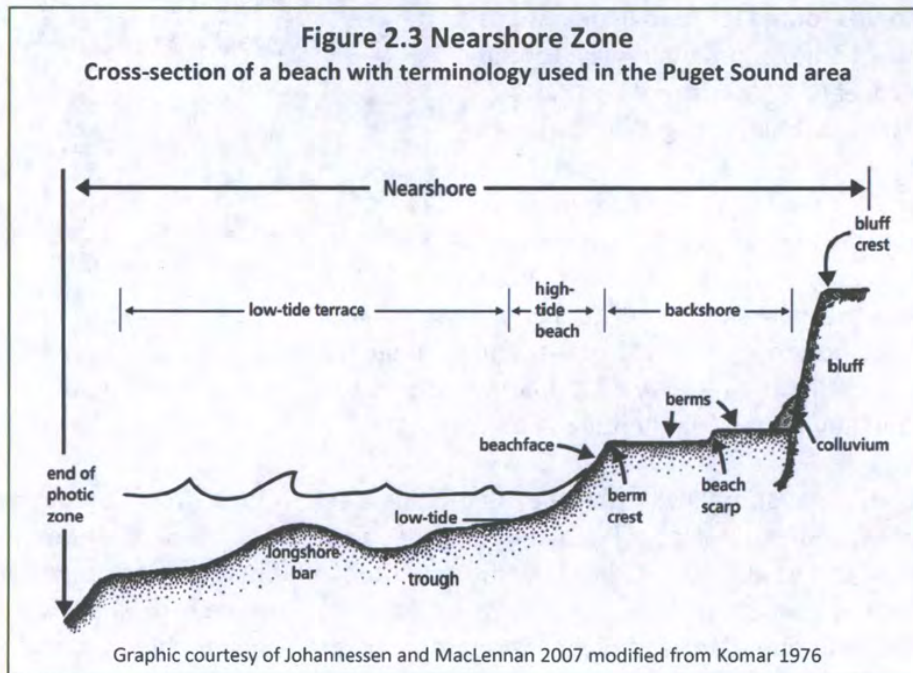 Figure 2.3 Nearshore Zone
Cross-section of a beach with terminology used in the Puget Sound area
Nearshore
bluff
crest
low-tide terrace
high-
tide
beach
backshore
bluff
berms
beachface
colluvium
end of
photic
zone
berm
crest
beach
scarp
low-tide
longshore
bar
trough
Graphic courtesy of Johannessen and MacLennan 2007 modified from Komar 1976